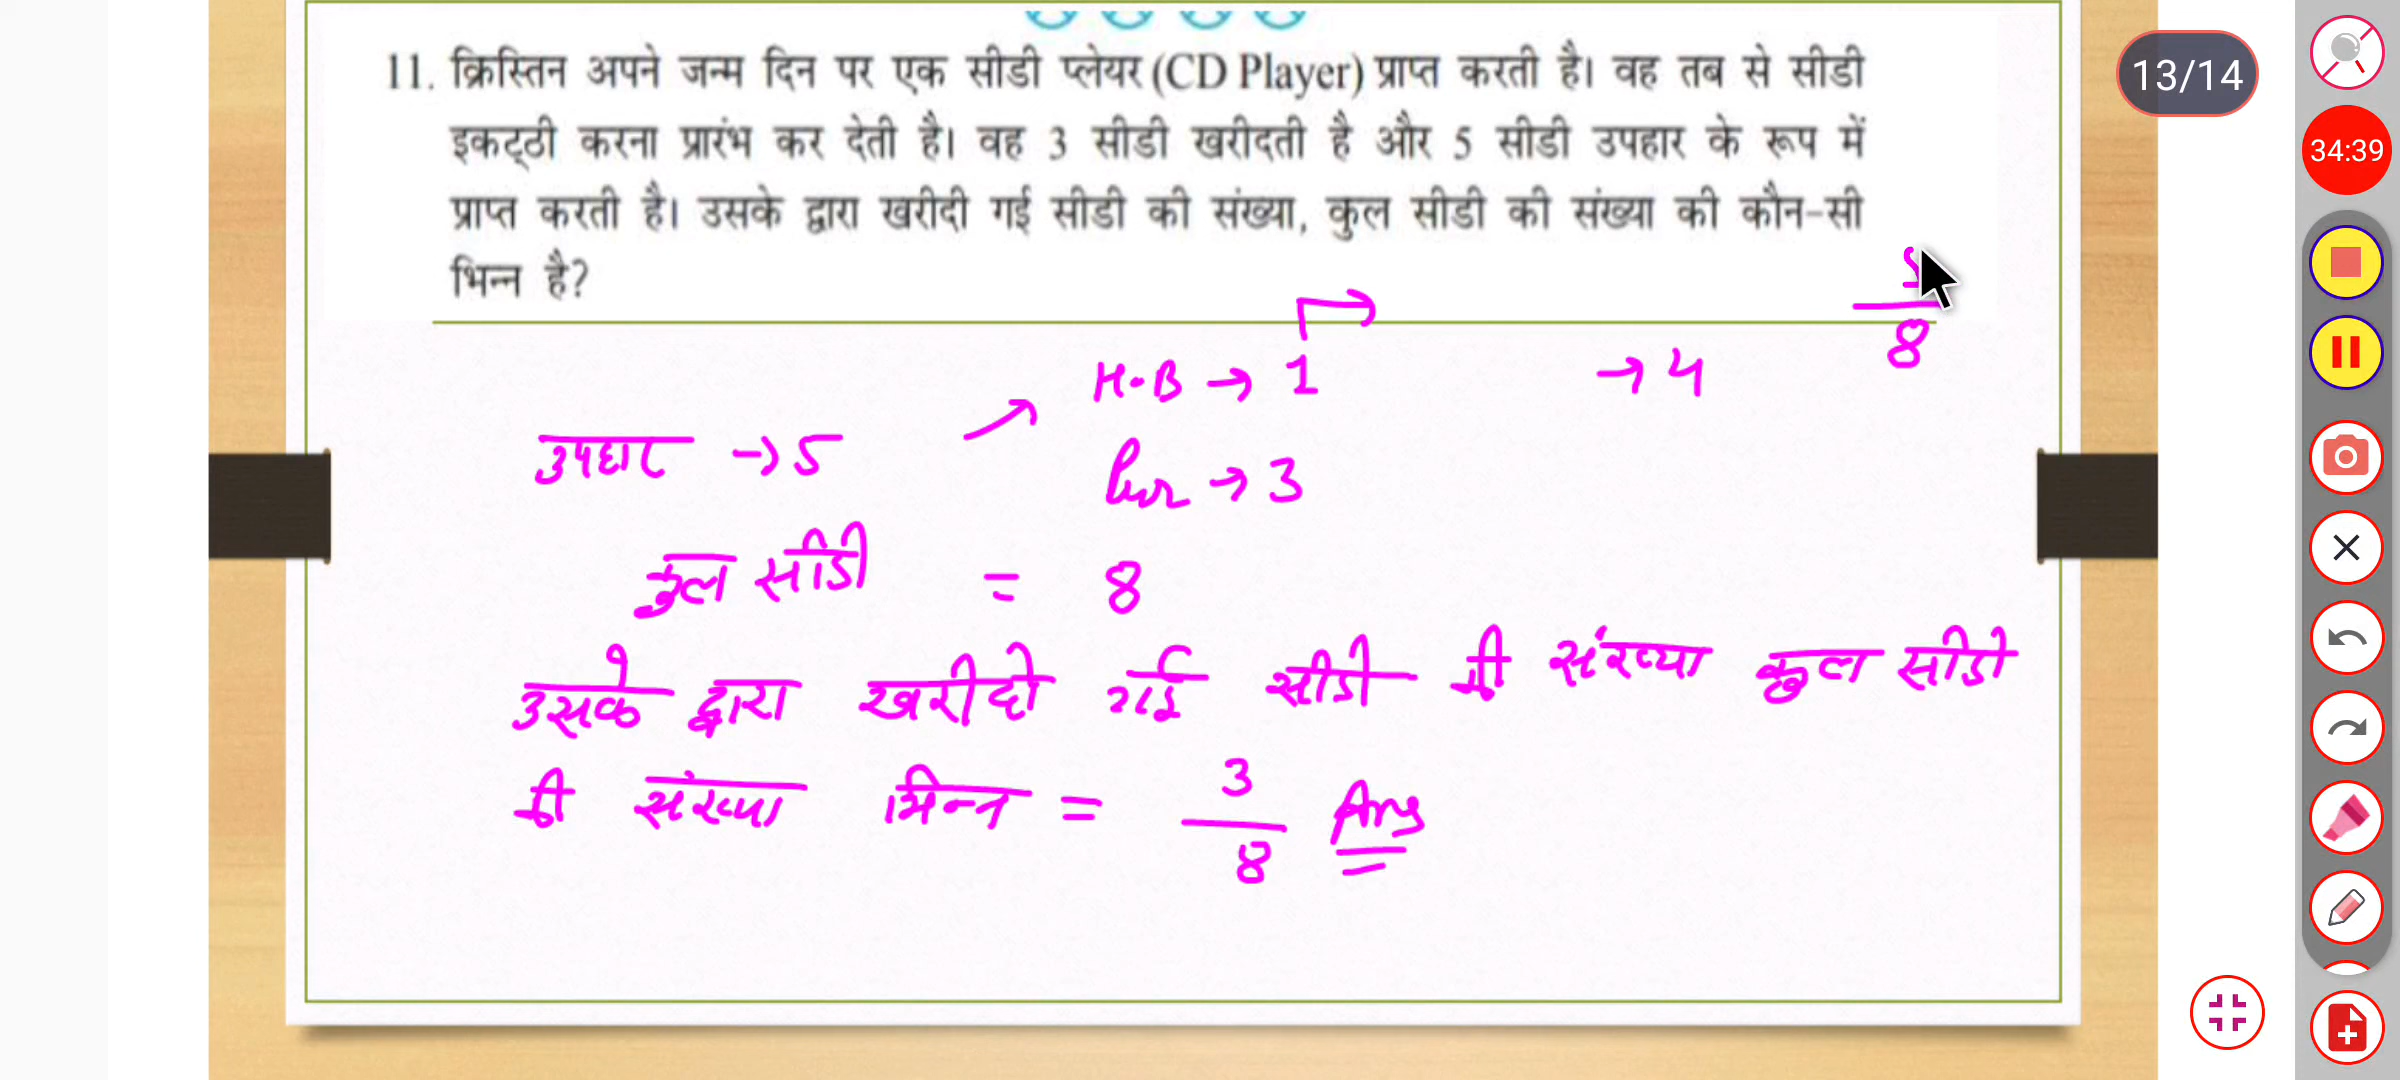 11. क्रिस्तिन अपने जन्म दिन पर एक सीडी प्लेयर (CD Player) प्राप्त करती है। वह तब से सीडी
इकट्ठी करना प्रारंभ कर देती है। वह 3 सीडी खरीदती है और 5 सीडी उपहार के रूप में
प्राप्त करती है। उसके द्वारा खरीदी गई सीडी की संख्या, कुल सीडी की संख्या की कौन-सी
भिन्न है?
8
H.B → 1 → 4
उपहार → 5
Pur → 3
कुल सीडी = 8
उसके द्वारा खरीदी गई सीडी की संख्या कुल सीडी
की संख्या भिन्न = 3/8 Ans
13/14
34:39